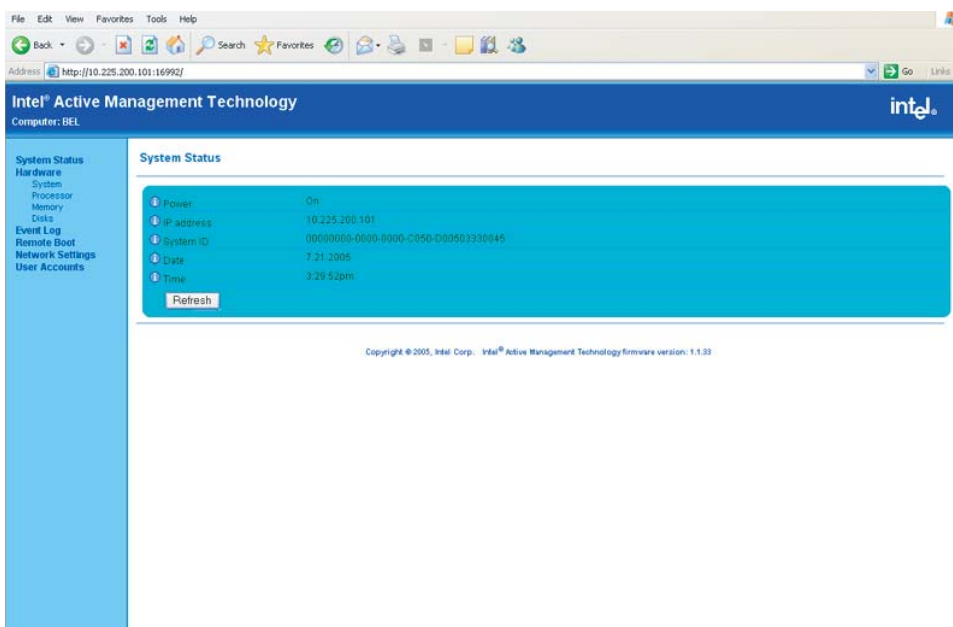 File Edit View Favorites Tools Help
Back Search Favorites
Address http://10.225.200.101:16992/ Go Links
Intel® Active Management Technology
Computer: BEL
intel®
System Status
Hardware
System
Processor
Memory
Disks
Event Log
Remote Boot
Network Settings
User Accounts
System Status
Power On
IP address 10.225.200.101
System ID 00000000-0000-0000-C050-D00503330045
Date 7.21.2005
Time 3:29:52pm
Refresh
Copyright © 2005, Intel Corp. Intel® Active Management Technology firmware version: 1.1.33